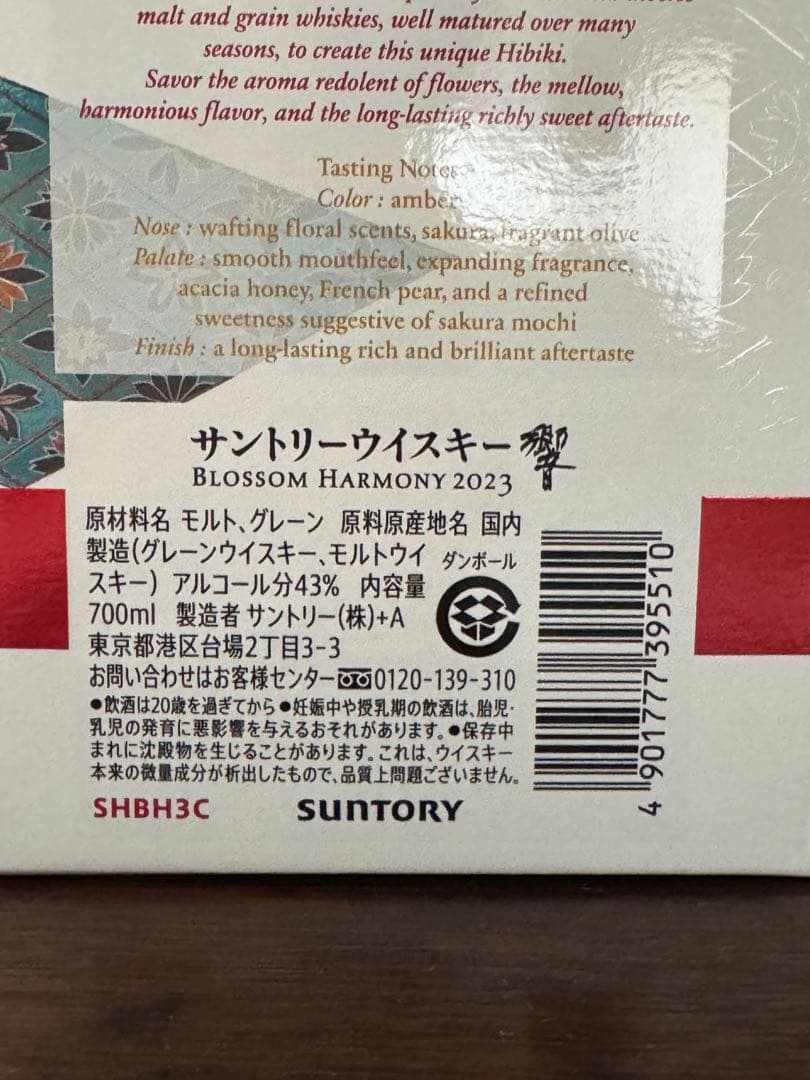 malt and grain whiskies, well matured over many
seasons, to create this unique Hibiki.
Savor the aroma redolent of flowers, the mellow,
harmonious flavor, and the long-lasting richly sweet aftertaste.
Tasting Notes
Color : amber
Nose : wafting floral scents, sakura, fragrant olive
Palate : smooth mouthfeel, expanding fragrance,
acacia honey, French pear, and a refined
sweetness suggestive of sakura mochi
Finish : a long-lasting rich and brilliant aftertaste
サントリーウイスキー響
BLOSSOM HARMONY 2023
原材料名 モルト、グレーン 原料原産地名 国内
製造(グレーンウイスキー、モルトウイ
スキー) アルコール分43% 内容量
700ml 製造者 サントリー(株)+A
東京都港区台場2丁目3-3
ダンボール
お問い合わせはお客様センター 0120-139-310
●飲酒は20歳を過ぎてから●妊娠中や授乳期の飲酒は、胎児・
乳児の発育に悪影響を与えるおそれがあります。●保存中
まれに沈殿物を生じることがあります。これは、ウイスキー
本来の微量成分が析出したもので、品質上問題ございません。
SHBH3C SUNTORY
4 901777 395510